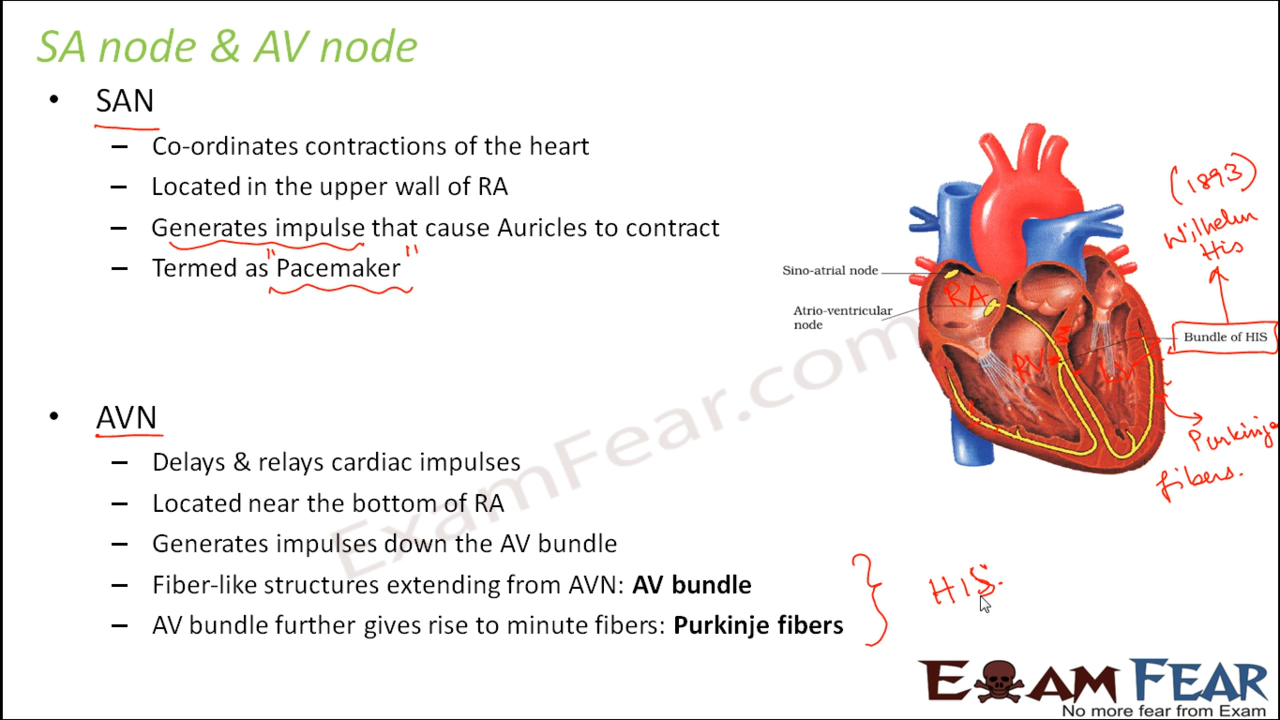 SA node & AV node
• SAN
– Co-ordinates contractions of the heart
– Located in the upper wall of RA
– Generates impulse that cause Auricles to contract
– Termed as "Pacemaker"
• AVN
– Delays & relays cardiac impulses
– Located near the bottom of RA
– Generates impulses down the AV bundle
– Fiber-like structures extending from AVN: AV bundle
– AV bundle further gives rise to minute fibers: Purkinje fibers
HIS.
(1893)
Wilhelm
His
Sino-atrial node
RA
Atrio-ventricular
node
Bundle of HIS
RV
LV
Purkinje
fibers.
ExamFear.com
EXAM FEAR
No more fear from Exam